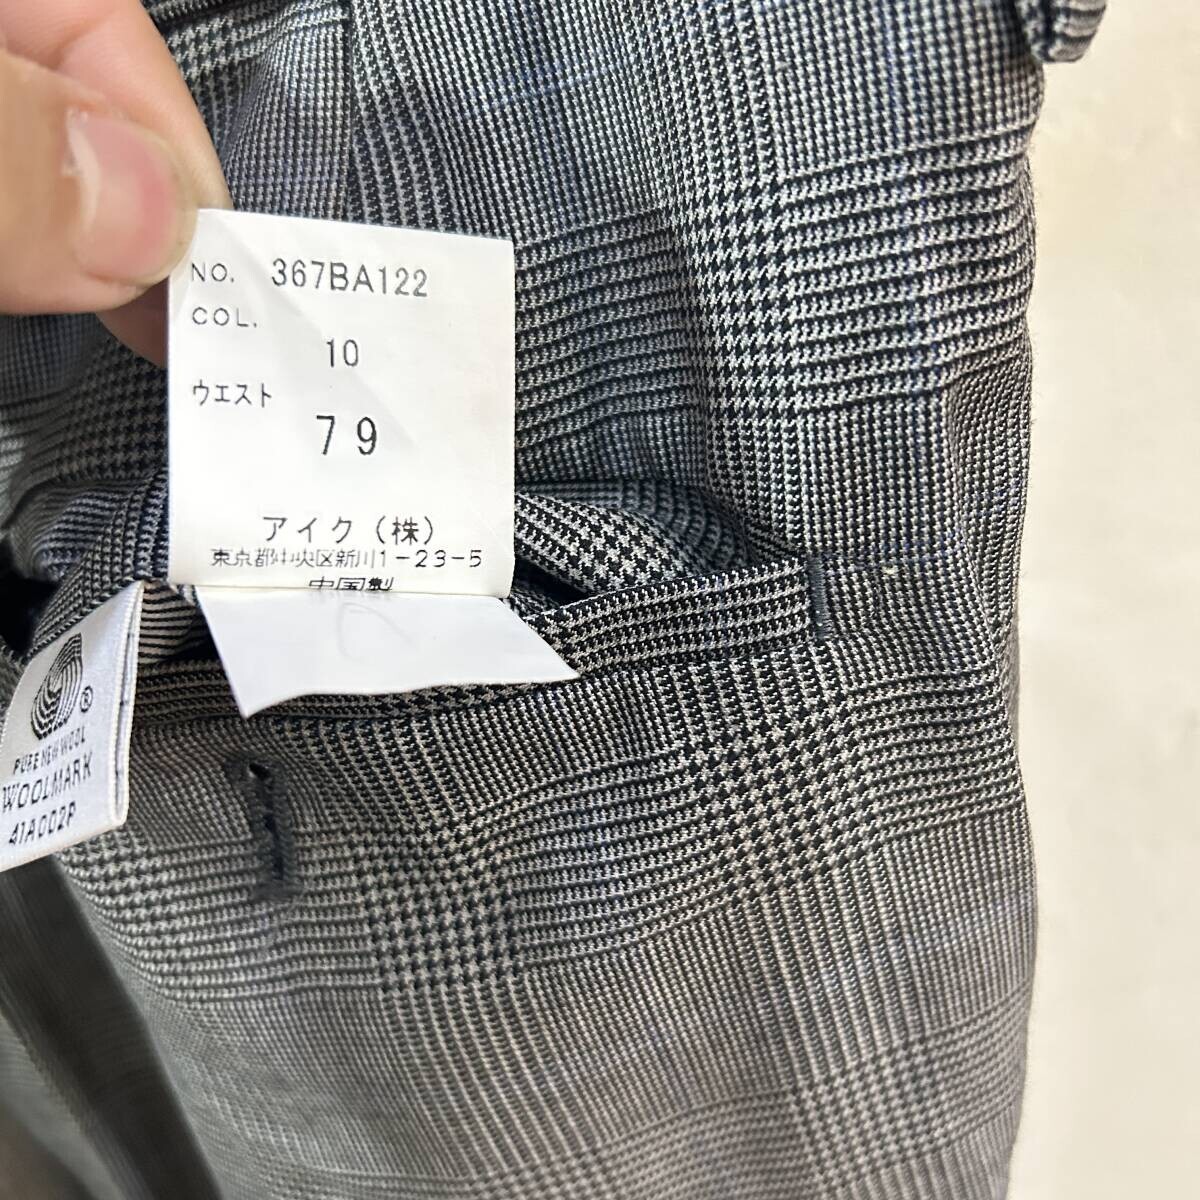 NO. 367BA122
COL.
10
ウエスト
79
アイク（株）
東京都中央区新川1-23-5
中国製
®
PURE NEW WOOL
WOOLMARK
41A002P